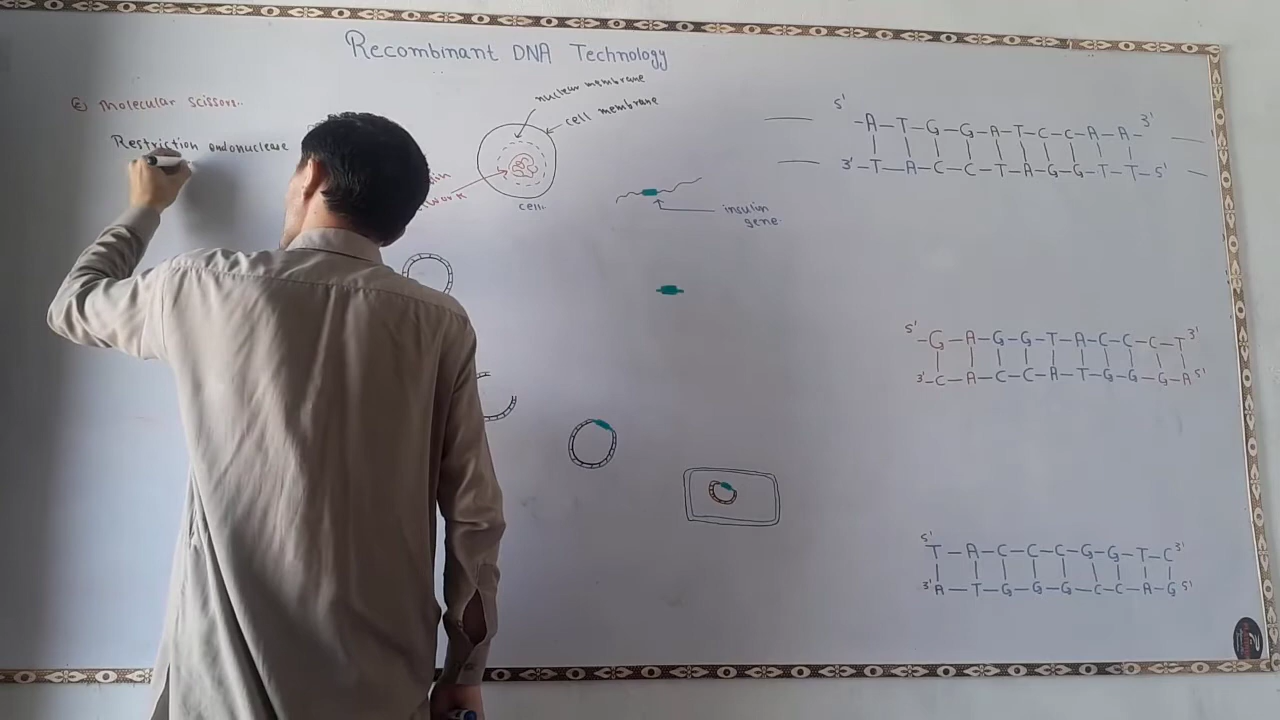 Recombinant DNA Technology
Molecular scissors..
Restriction endonuclease
nuclear membrane
cell membrane
cell.
insulin
gene.
5' -A-T-G-G-A-T-C-C-A-A- 3'
3' -T-A-C-C-T-A-G-G-T-T- 5'
5' -G-A-G-G-T-A-C-C-C-T 3'
3' -C-A-C-C-A-T-G-G-G-A 5'
5' T-A-C-C-C-G-G-T-C 3'
3' A-T-G-G-G-C-C-A-G 5'